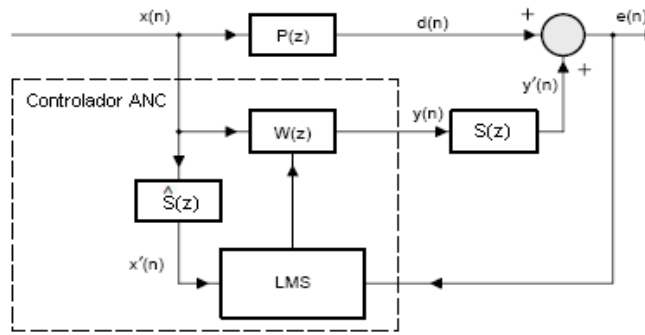 x(n)
P(z)
d(n)
+
e(n)
+
y'(n)
Controlador ANC
W(z)
y(n)
S(z)
Ŝ(z)
x'(n)
LMS